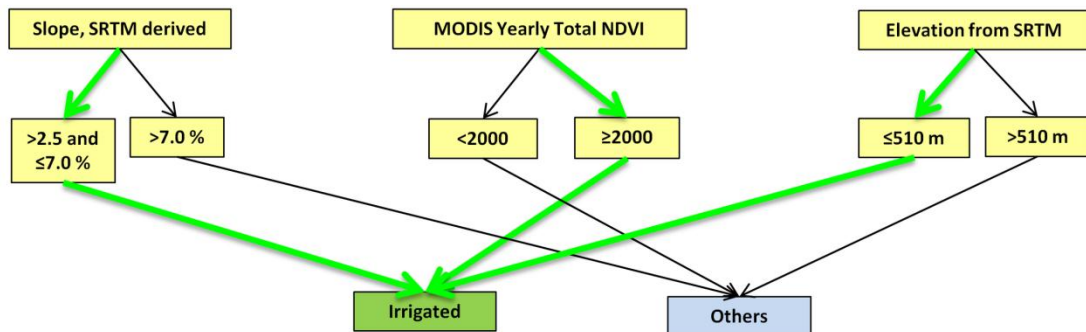 Slope, SRTM derived
MODIS Yearly Total NDVI
Elevation from SRTM
>2.5 and
≤7.0 %
>7.0 %
<2000
≥2000
≤510 m
>510 m
Irrigated
Others